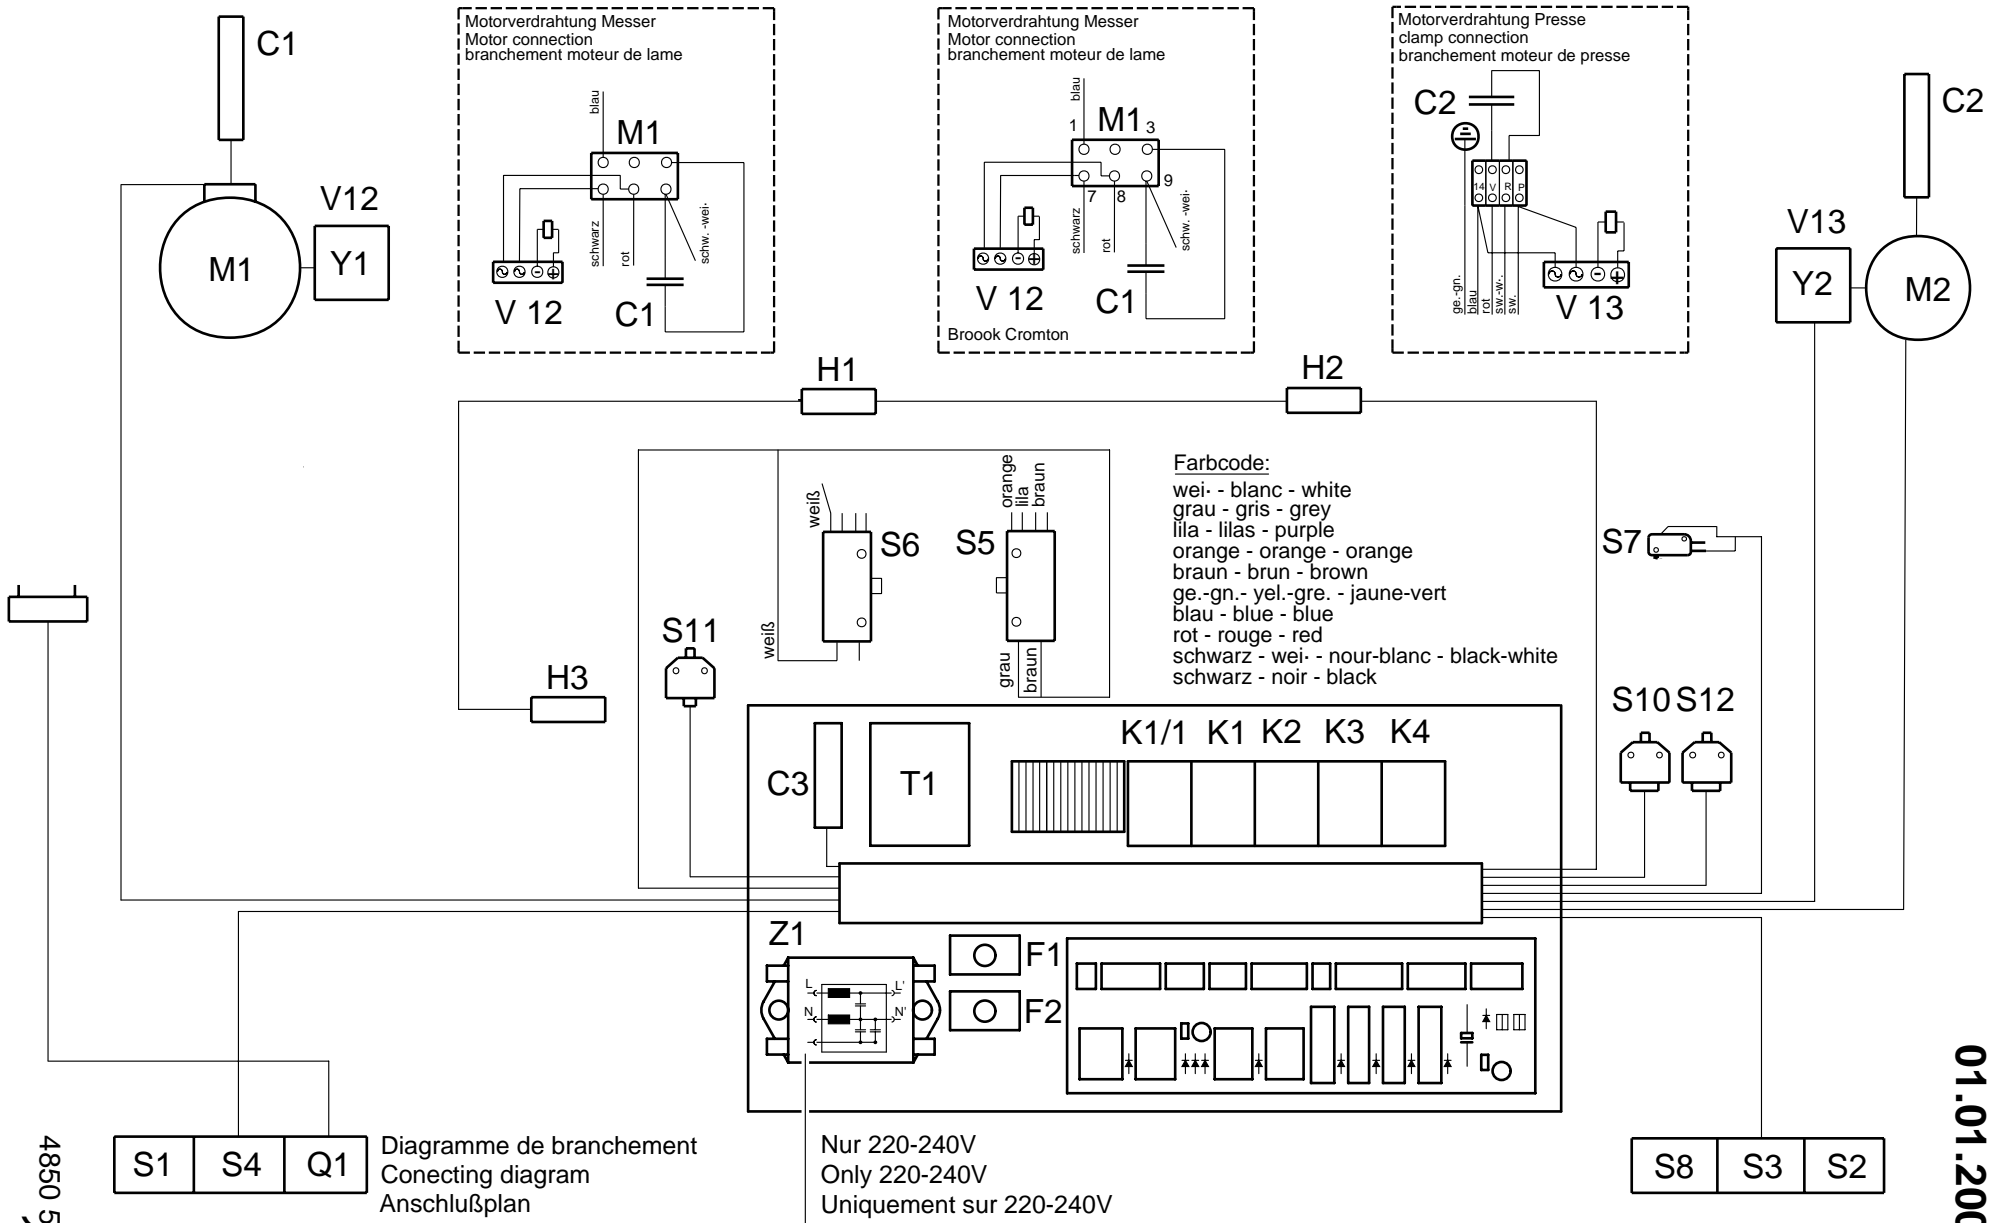 C1
Motorverdrahtung Messer
Motor connection
branchement moteur de lame
blau
M1
schwarz
rot
schw. -wei·
V 12
C1
Motorverdrahtung Messer
Motor connection
branchement moteur de lame
blau
1 M1 3
7 8 9
schwarz
rot
schw. -wei·
V 12
C1
Broook Cromton
Motorverdrahtung Presse
clamp connection
branchement moteur de presse
C2
14 V R P
ge.-gn.
blau
rot
sw.-w·.
sw.
V 13
C2
V12
M1
Y1
V13
Y2
M2
H1
H2
Farbcode:
wei· - blanc - white
grau - gris - grey
lila - lilas - purple
orange - orange - orange
braun - brun - brown
ge.-gn.- yel.-gre. - jaune-vert
blau - blue - blue
rot - rouge - red
schwarz - wei· - nour-blanc - black-white
schwarz - noir - black
weiß
S6
weiß
orange
lila
braun
S5
grau
braun
S7
S11
H3
S10 S12
C3
T1
K1/1 K1 K2 K3 K4
Z1
L L'
N N'
F1
F2
S1 S4 Q1
Diagramme de branchement
Conecting diagram
Anschlußplan
Nur 220-240V
Only 220-240V
Uniquement sur 220-240V
S8 S3 S2
4850
01.01.200